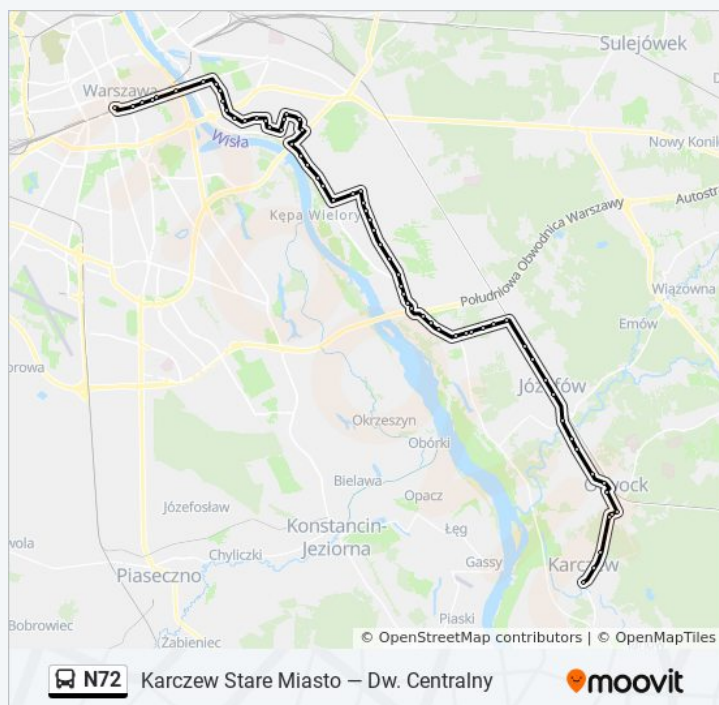 Sulejówek
Warszawa
Wisła
Nowy Konik
Kępa Wielory
Autostr
Południowa Obwodnica Warszawy
Wiązowna
Emów
orowa
Józefów
Okrzeszyn
Obórki
Bielawa
Otwock
Opacz
Józefosław
Konstancin-
Jeziorna
Łęg
wola
Chyliczki
Gassy
Karczew
Piaseczno
Bobrowiec
Piaski
Żabieniec
© OpenStreetMap contributors | © OpenMapTiles
N72 Karczew Stare Miasto — Dw. Centralny moovit